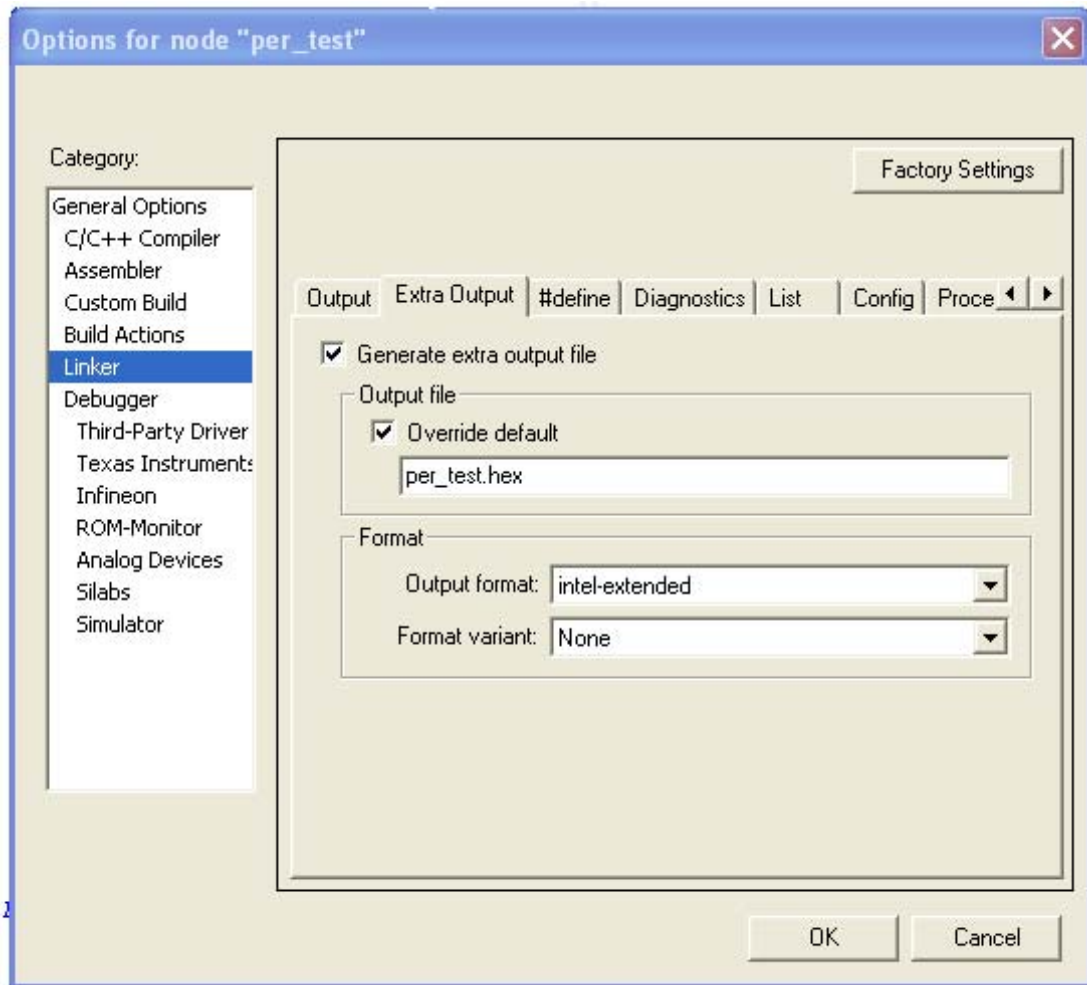 Options for node "per_test"
Category:
General Options
C/C++ Compiler
Assembler
Custom Build
Build Actions
Linker
Debugger
Third-Party Driver
Texas Instruments
Infineon
ROM-Monitor
Analog Devices
Silabs
Simulator
Factory Settings
Output Extra Output #define Diagnostics List Config Proce
Generate extra output file
Output file
Override default
per_test.hex
Format
Output format: intel-extended
Format variant: None
OK Cancel